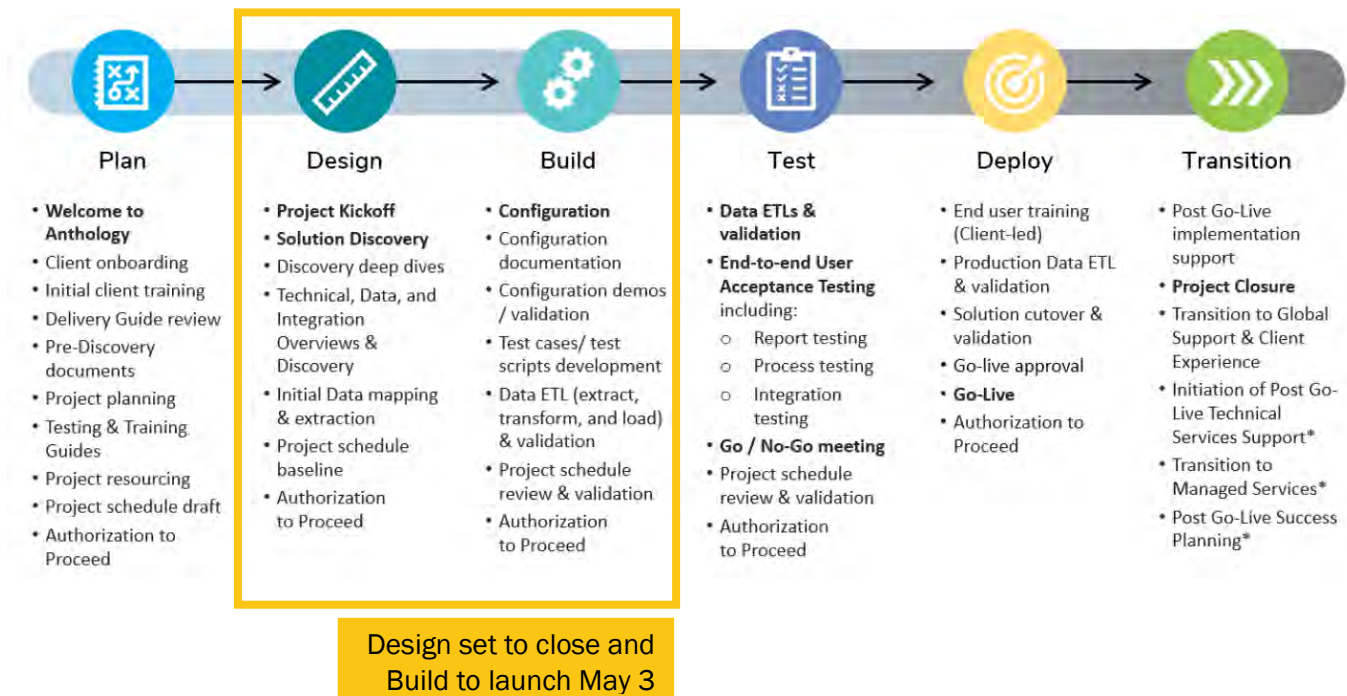 Plan
• Welcome to
Anthology
• Client onboarding
• Initial client training
• Delivery Guide review
• Pre-Discovery
documents
• Project planning
• Testing & Training
Guides
• Project resourcing
• Project schedule draft
• Authorization to
Proceed
Design
• Project Kickoff
• Solution Discovery
• Discovery deep dives
• Technical, Data, and
Integration
Overviews &
Discovery
• Initial Data mapping
& extraction
• Project schedule
baseline
• Authorization
to Proceed
Build
• Configuration
• Configuration
documentation
• Configuration demos
/ validation
• Test cases/ test
scripts development
• Data ETL (extract,
transform, and load)
& validation
• Project schedule
review & validation
• Authorization
to Proceed
Test
• Data ETLs &
validation
• End-to-end User
Acceptance Testing
including:
o Report testing
o Process testing
o Integration
testing
• Go / No-Go meeting
• Project schedule
review & validation
• Authorization
to Proceed
Deploy
• End user training
(Client-led)
• Production Data ETL
& validation
• Solution cutover &
validation
• Go-live approval
• Go-Live
• Authorization to
Proceed
Transition
• Post Go-Live
implementation
support
• Project Closure
• Transition to Global
Support & Client
Experience
• Initiation of Post Go-
Live Technical
Services Support*
• Transition to
Managed Services*
• Post Go-Live Success
Planning*
Design set to close and
Build to launch May 3